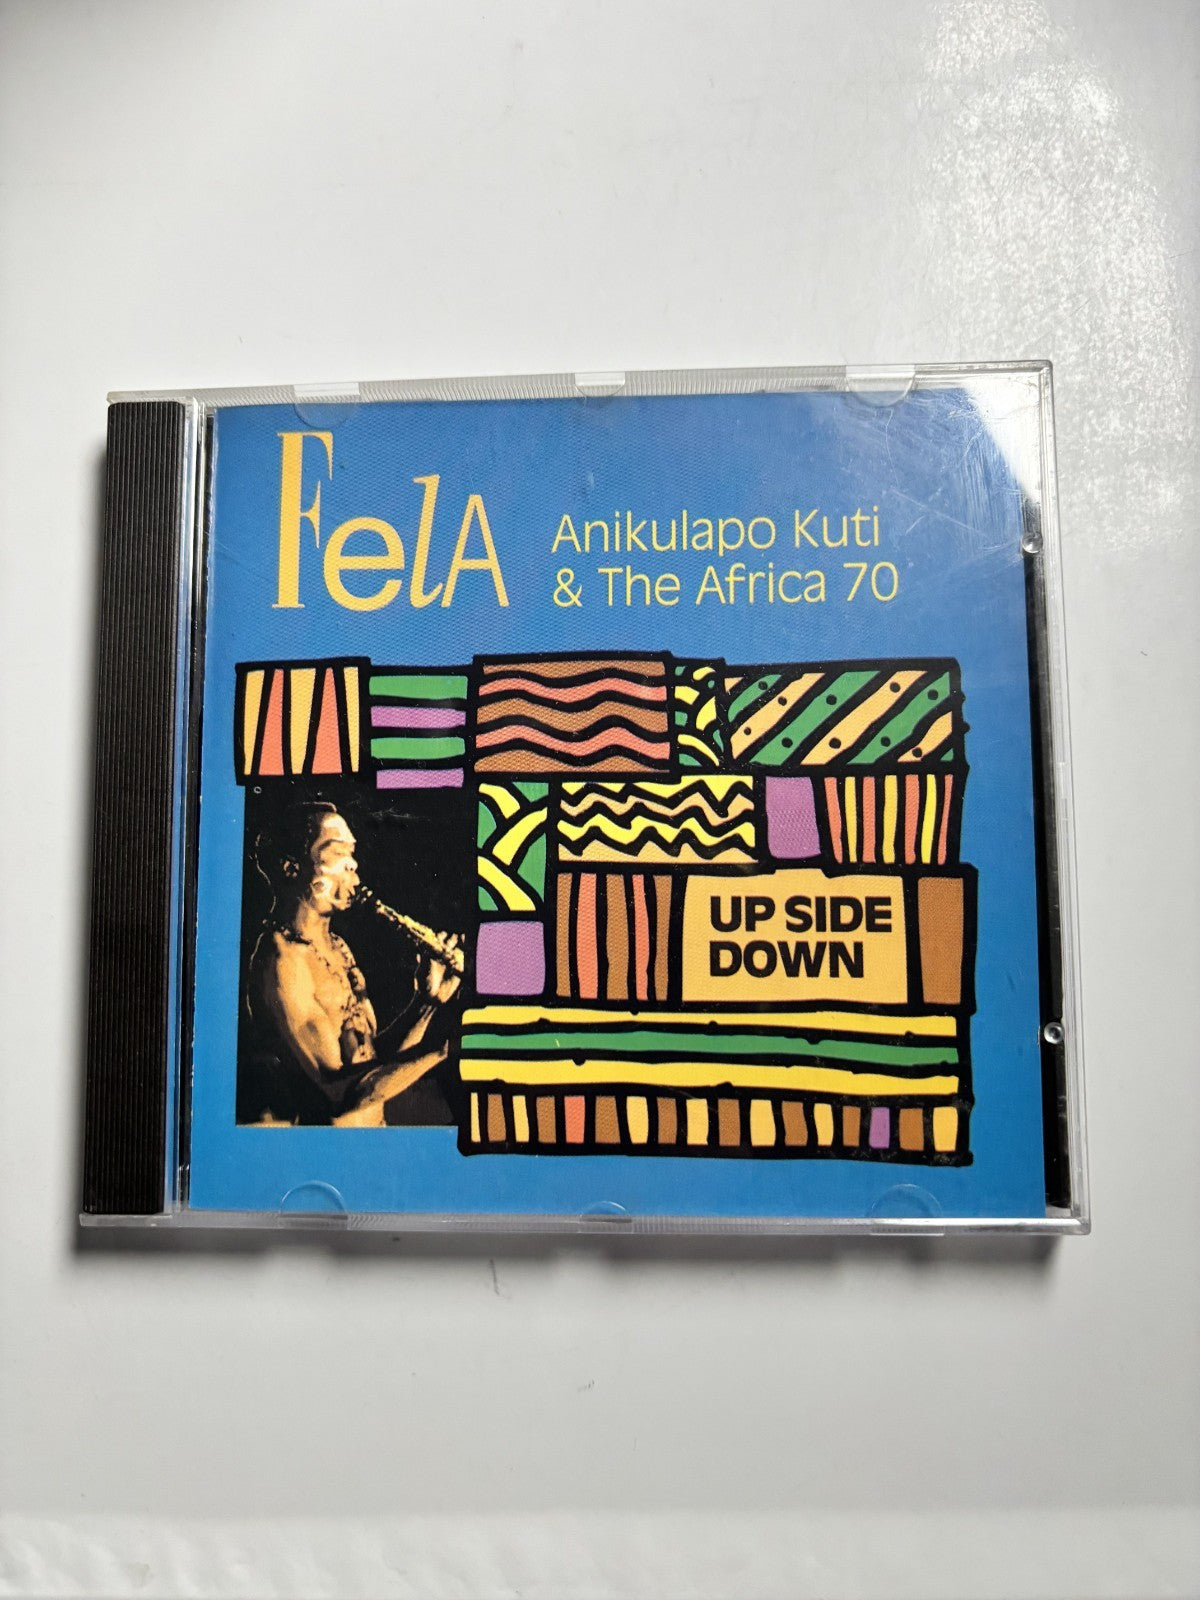 FelA
Anikulapo Kuti
& The Africa 70
UP SIDE
DOWN